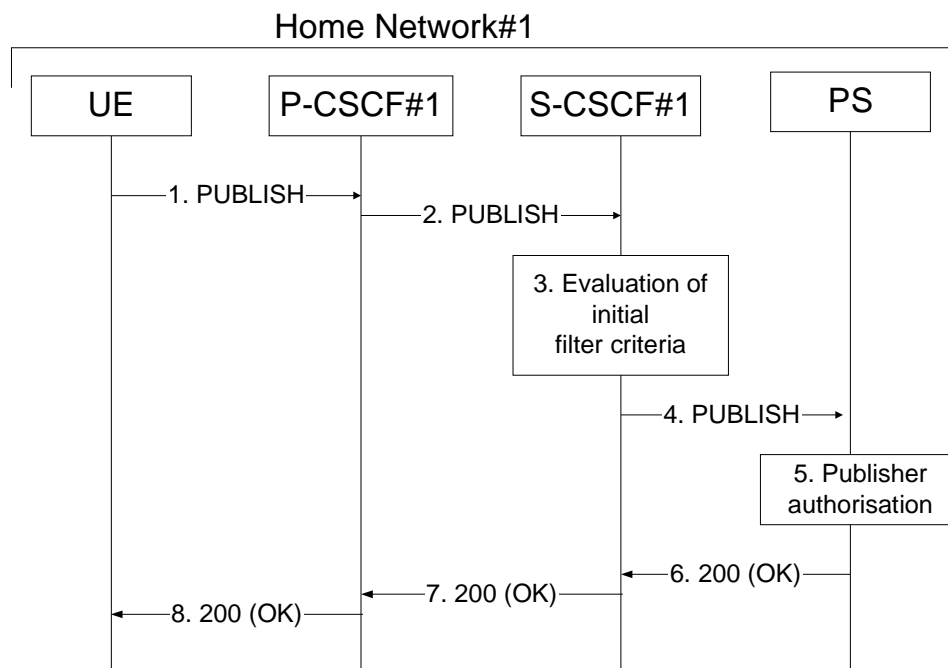 Home Network#1
UE
P-CSCF#1
S-CSCF#1
PS
1. PUBLISH
2. PUBLISH
3. Evaluation of
initial
filter criteria
4. PUBLISH
5. Publisher
authorisation
6. 200 (OK)
7. 200 (OK)
8. 200 (OK)